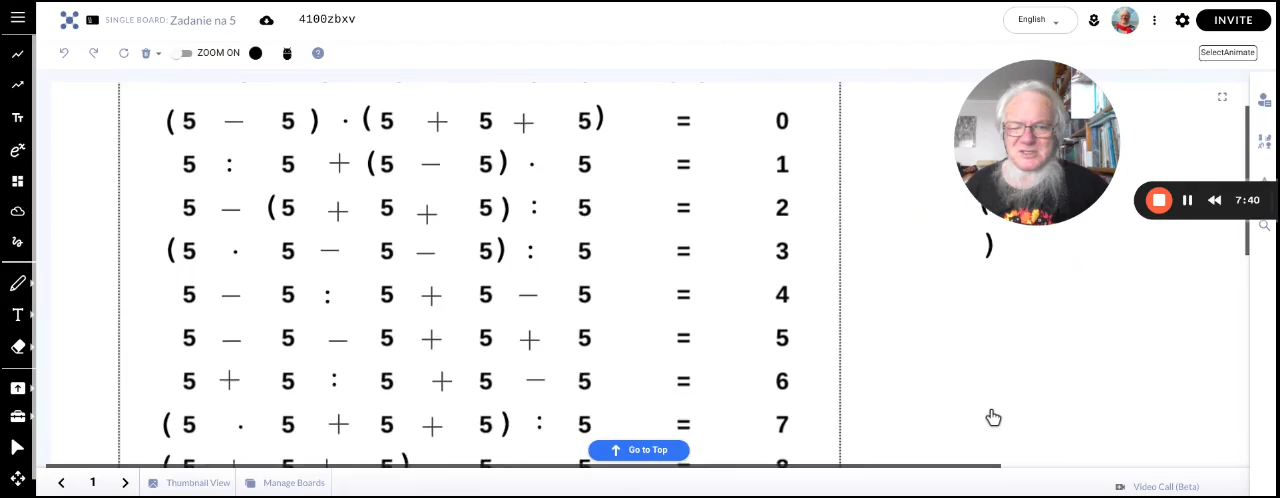 SINGLE BOARD: Zadanie na 5
4100zbxv
English
INVITE
ZOOM ON
SelectAnimate
(5 − 5) · (5 + 5 + 5) = 0
5 : 5 + (5 − 5) · 5 = 1
5 − (5 + 5 + 5) : 5 = 2
(5 · 5 − 5 − 5) : 5 = 3
5 − 5 : 5 + 5 − 5 = 4
5 − 5 − 5 + 5 + 5 = 5
5 + 5 : 5 + 5 − 5 = 6
(5 · 5 + 5 + 5) : 5 = 7
)
7:40
Go to Top
1
Thumbnail View
Manage Boards
Video Call (Beta)